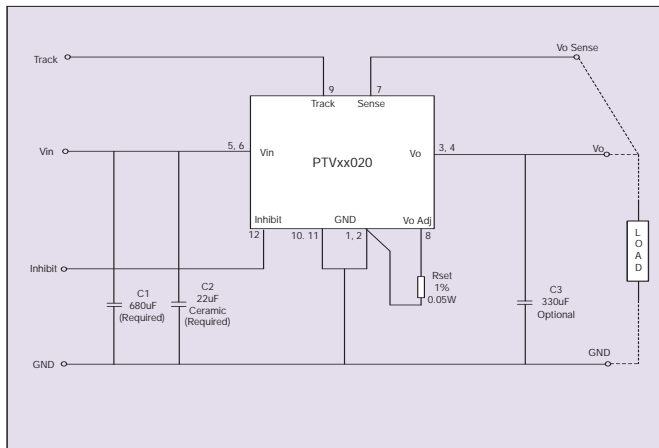 Vo Sense
Track
9
7
Track
Sense
5, 6
3, 4
Vin
Vin
Vo
Vo
PTVxx020
Inhibit
GND
Vo Adj
12
10. 11
1, 2
8
L
O
A
D
Inhibit
Rset
1%
0.05W
C1
680uF
(Required)
C2
22uF
Ceramic
(Required)
C3
330uF
Optional
GND
GND